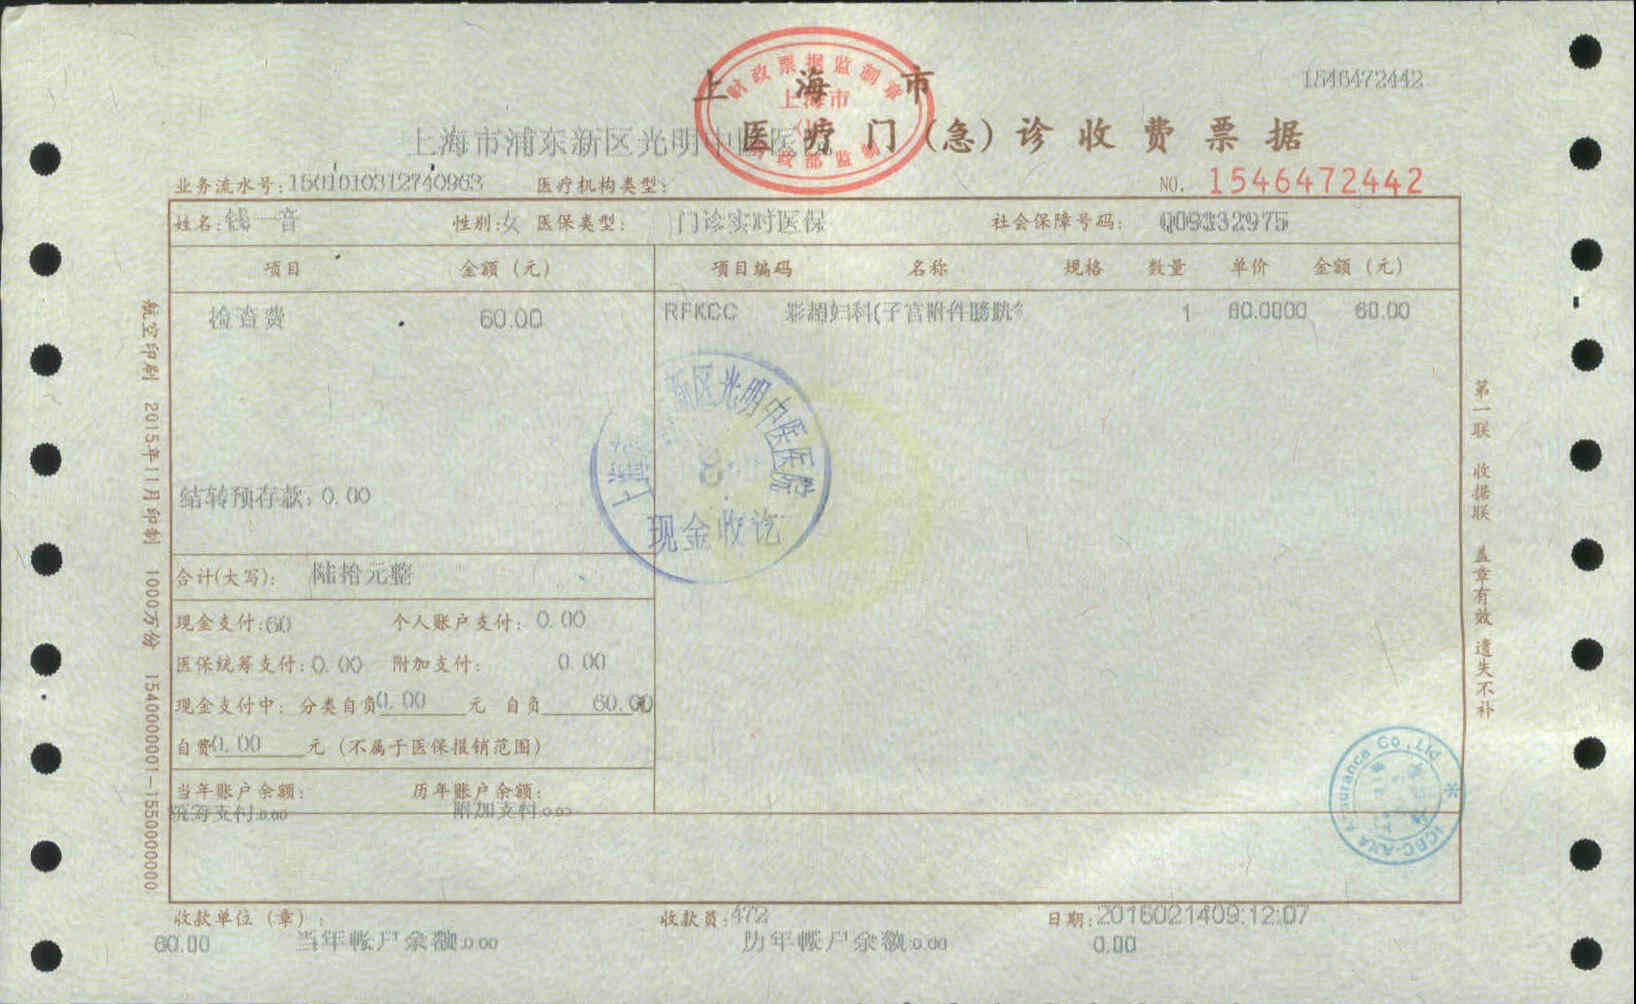 上海市
1546472442
上海市浦东新区光明中医医院
医疗门(急)诊收费票据
财政票据监制章
上海市
财政部监制
业务流水号:1501010312740963 医疗机构类型: NO. 1546472442
姓名:钱一音 性别:女 医保类型: 门诊实时医保 社会保障号码: Q09332975
项目 金额(元) 项目编码 名称 规格 数量 单价 金额(元)
检查费 60.00 RFKCC 彩超妇科(子宫附件膀胱 1 60.0000 60.00
上海市浦东新区光明中医医院
现金收讫
结转预存款: 0.00
合计(大写): 陆拾元整
现金支付:60 个人账户支付: 0.00
医保统筹支付:0.00 附加支付: 0.00
现金支付中: 分类自负0.00元 自负60.00元
自费0.00元 (不属于医保报销范围)
当年账户余额: 历年账户余额:
统筹支付:0.00 附加支付:0.00
收款单位(章): 收款员:472 日期:2016021409:12:07
60.00 当年帐户余额:0.00 历年帐户余额:0.00 0.00
航空印刷 2015年11月印制 1000万份 1540000001-1550000000
第一联 收据联 盖章有效 遗失不补
ICBC-AXA Assurance Co., Ltd.